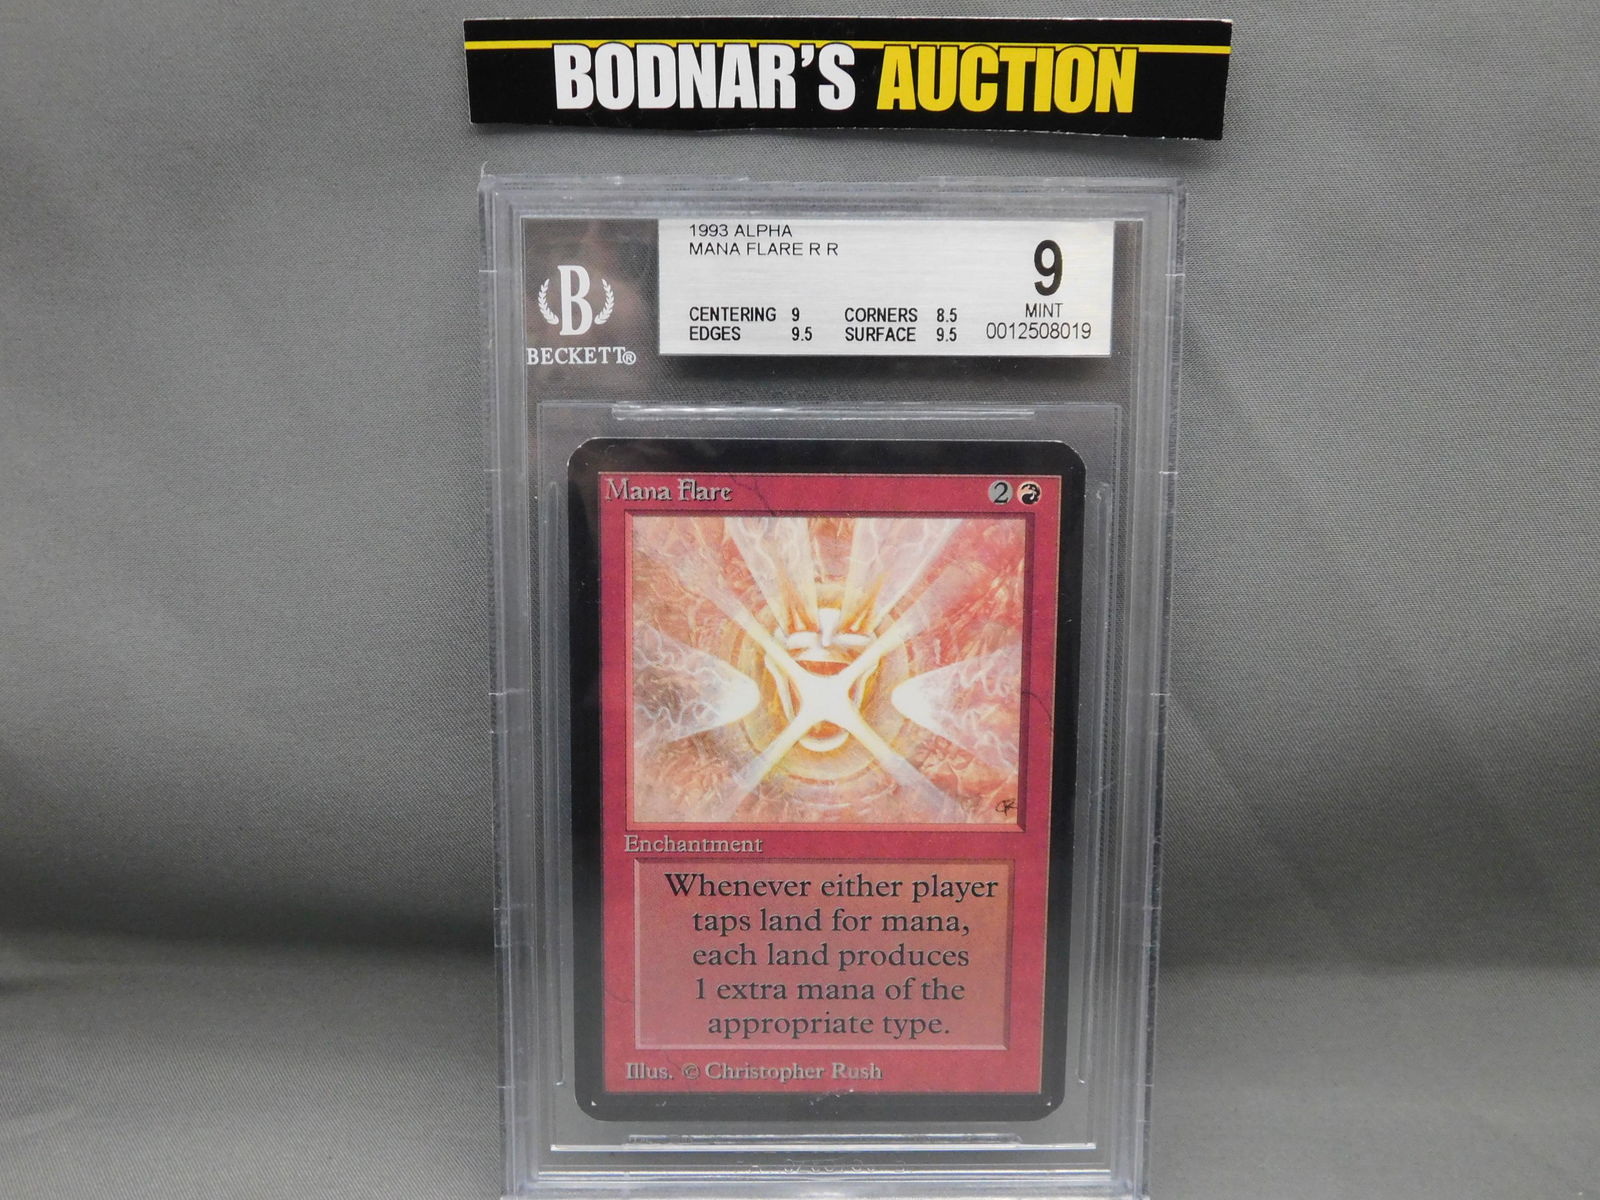 BODNAR'S AUCTION
1993 ALPHA
MANA FLARE R R
9
MINT
0012508019
CENTERING 9 CORNERS 8.5
EDGES 9.5 SURFACE 9.5
B
BECKETT®
Mana Flare 2
CR
Enchantment
Whenever either player
taps land for mana,
each land produces
1 extra mana of the
appropriate type.
Illus. © Christopher Rush